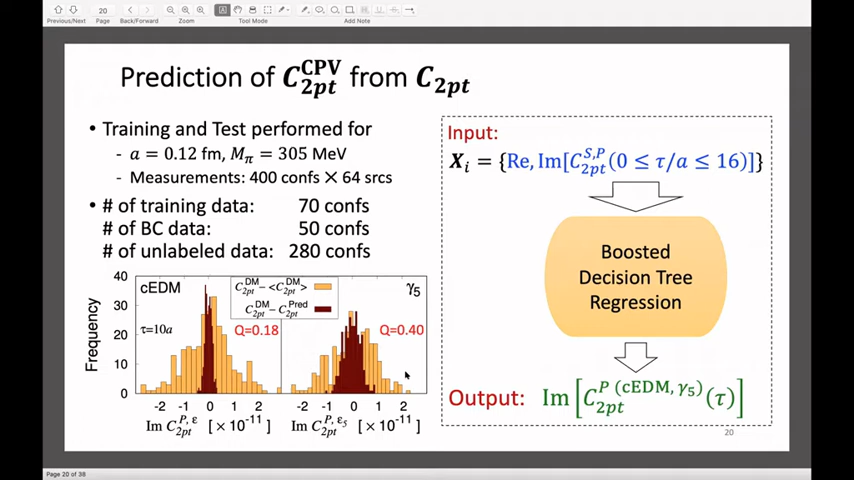 20
Previous/Next
Page
Back/Forward
Zoom
Tool Mode
Add Note
Prediction of C_2pt^CPV from C_2pt
• Training and Test performed for
- a = 0.12 fm, M_π = 305 MeV
- Measurements: 400 confs × 64 srcs
• # of training data: 70 confs
# of BC data: 50 confs
# of unlabeled data: 280 confs
40
30
20
10
0
Frequency
cEDM
τ=10a
C_2pt^DM − <C_2pt^DM>
C_2pt^DM − C_2pt^Pred
Q=0.18
γ5
Q=0.40
-2 -1 0 1 2
-1 0 1 2
Im C_2pt^P, ε [ × 10^-11]
Im C_2pt^P, ε5 [ × 10^-11]
Input:
X_i = {Re, Im[C_2pt^S,P (0 ≤ τ/a ≤ 16)]}
Boosted
Decision Tree
Regression
Output: Im [C_2pt^P (cEDM, γ5) (τ)]
20
Page 20 of 38